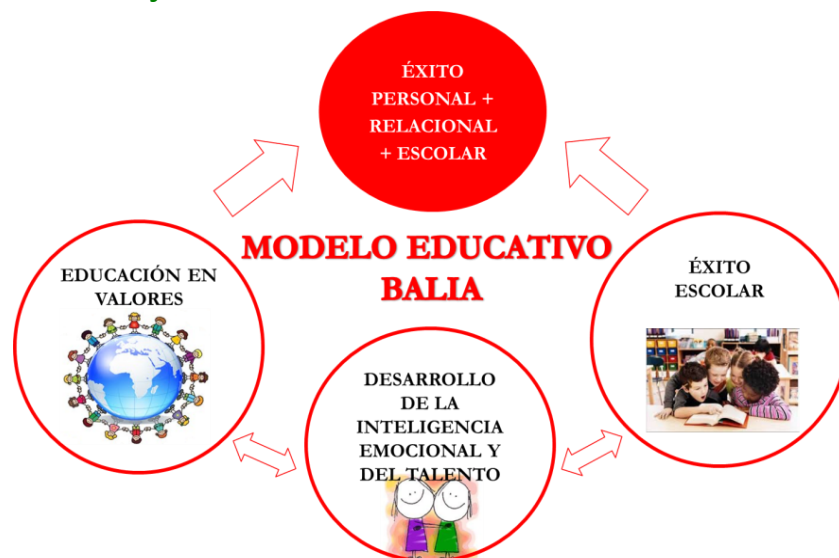 ÉXITO
PERSONAL +
RELACIONAL
+ ESCOLAR
MODELO EDUCATIVO
BALIA
EDUCACIÓN EN
VALORES
ÉXITO
ESCOLAR
DESARROLLO
DE LA
INTELIGENCIA
EMOCIONAL Y
DEL TALENTO